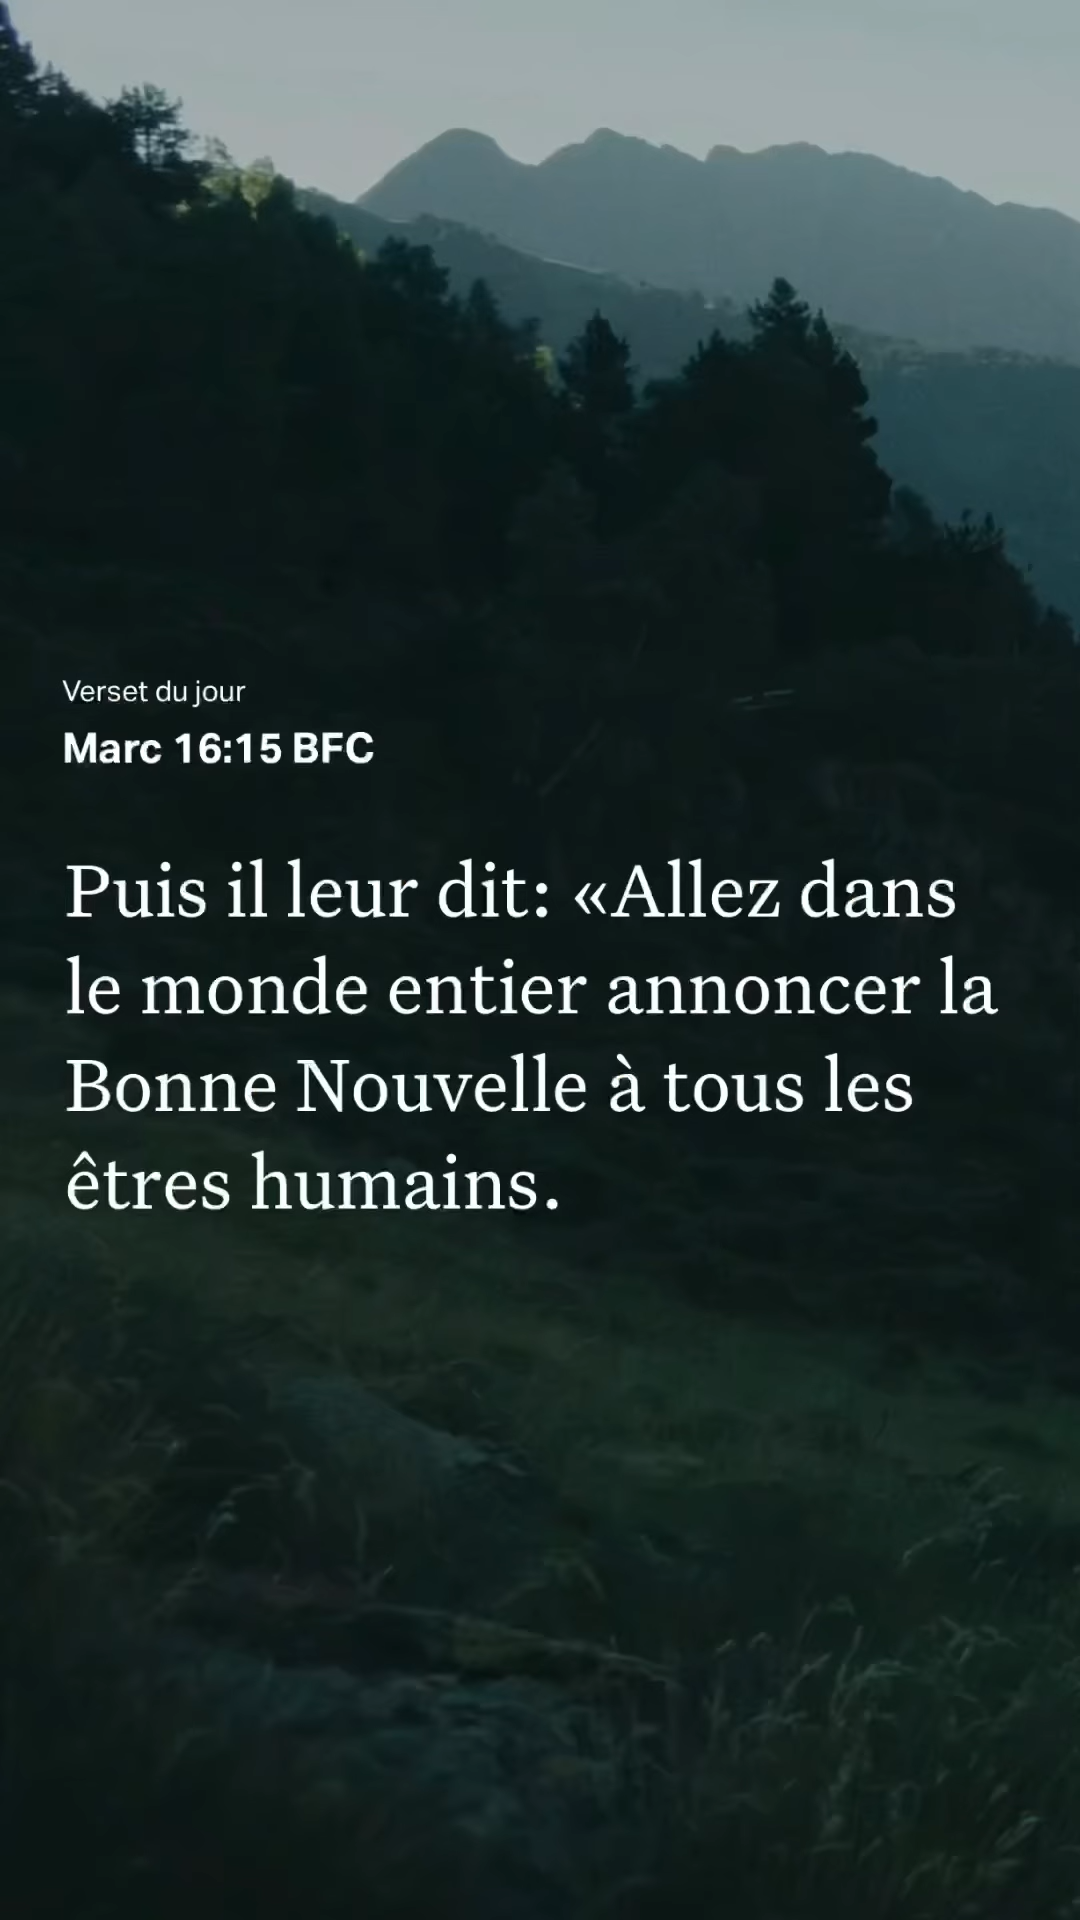 Verset du jour
Marc 16:15 BFC
Puis il leur dit: «Allez dans
le monde entier annoncer la
Bonne Nouvelle à tous les
êtres humains.